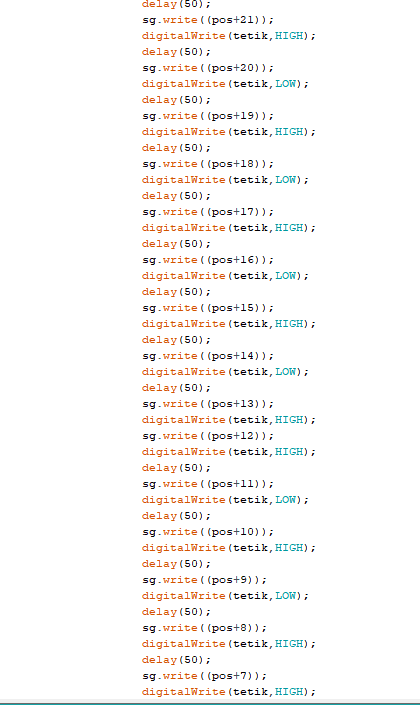 delay(50);
sg.write((pos+21));
digitalWrite(tetik,HIGH);
delay(50);
sg.write((pos+20));
digitalWrite(tetik,LOW);
delay(50);
sg.write((pos+19));
digitalWrite(tetik,HIGH);
delay(50);
sg.write((pos+18));
digitalWrite(tetik,LOW);
delay(50);
sg.write((pos+17));
digitalWrite(tetik,HIGH);
delay(50);
sg.write((pos+16));
digitalWrite(tetik,LOW);
delay(50);
sg.write((pos+15));
digitalWrite(tetik,HIGH);
delay(50);
sg.write((pos+14));
digitalWrite(tetik,LOW);
delay(50);
sg.write((pos+13));
digitalWrite(tetik,HIGH);
sg.write((pos+12));
digitalWrite(tetik,HIGH);
delay(50);
sg.write((pos+11));
digitalWrite(tetik,LOW);
delay(50);
sg.write((pos+10));
digitalWrite(tetik,HIGH);
delay(50);
sg.write((pos+9));
digitalWrite(tetik,LOW);
delay(50);
sg.write((pos+8));
digitalWrite(tetik,HIGH);
delay(50);
sg.write((pos+7));
digitalWrite(tetik,HIGH);